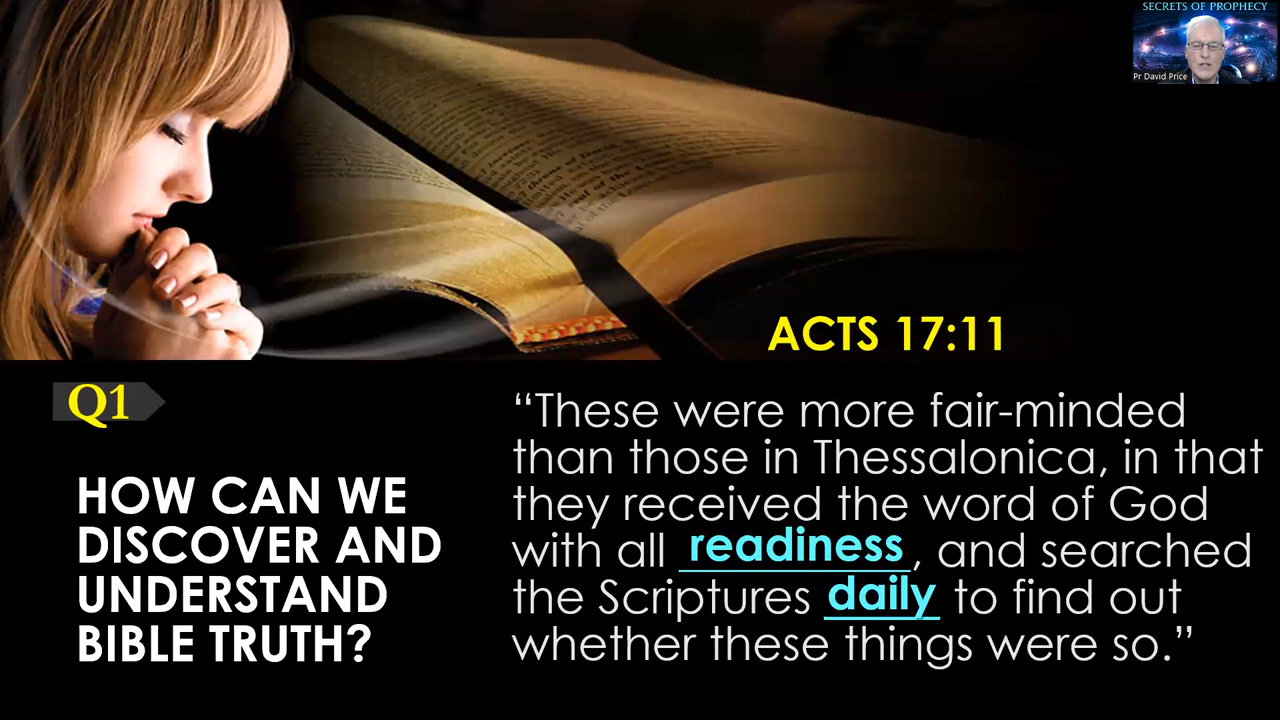 SECRETS OF PROPHECY
Pr David Price
ACTS 17:11
Q1
HOW CAN WE
DISCOVER AND
UNDERSTAND
BIBLE TRUTH?
“These were more fair-minded
than those in Thessalonica, in that
they received the word of God
with all readiness, and searched
the Scriptures daily to find out
whether these things were so.”